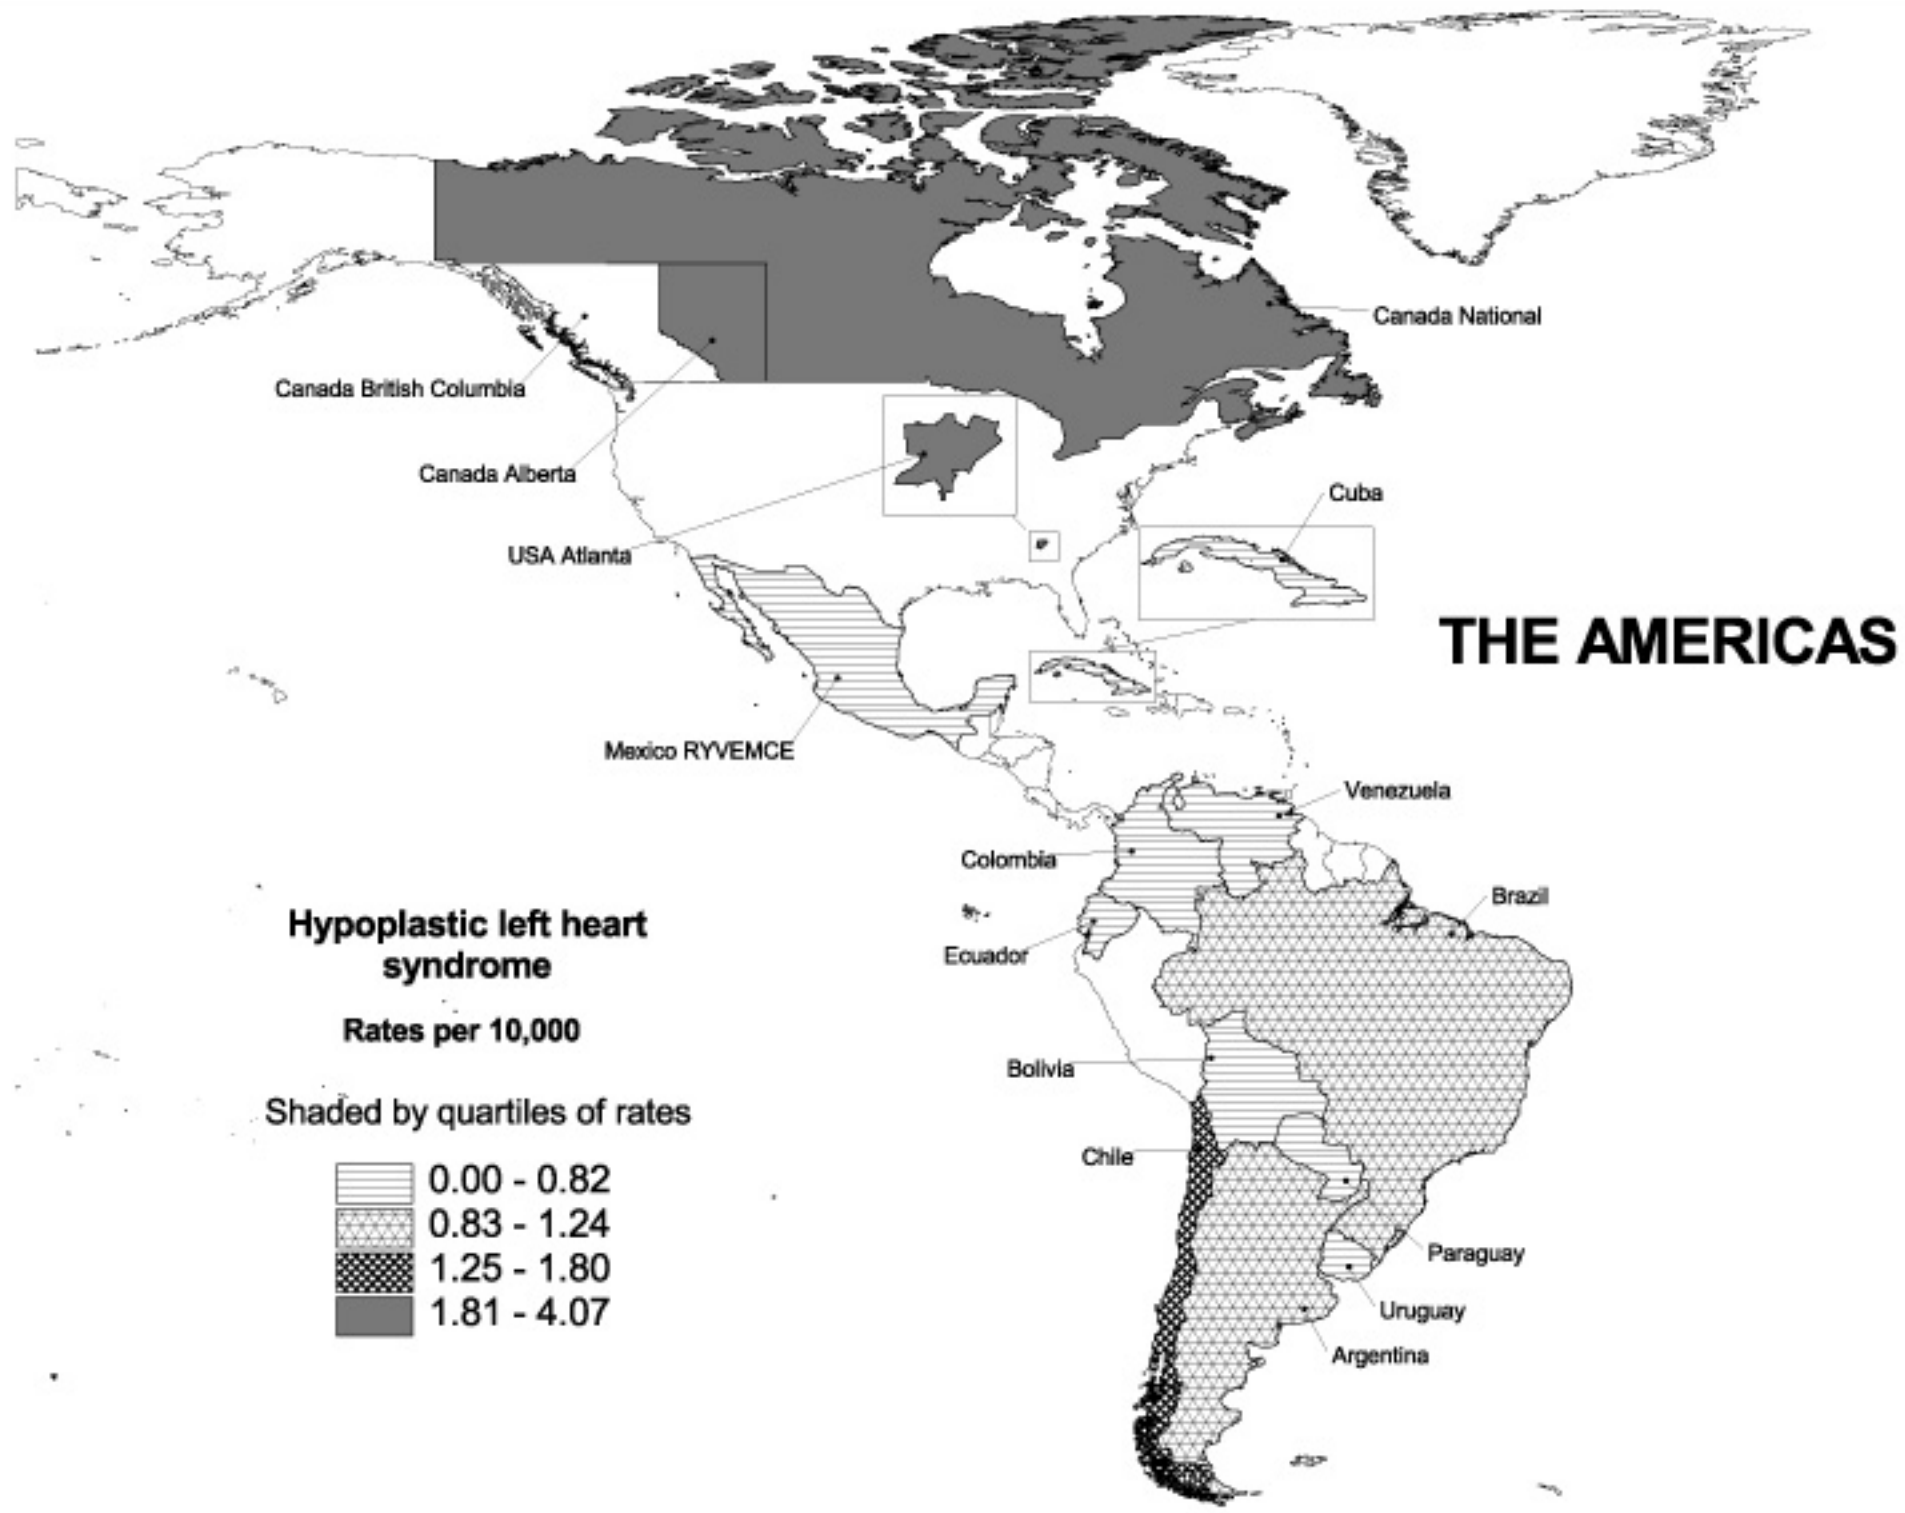 Canada National
Canada British Columbia
Canada Alberta
Cuba
USA Atlanta
THE AMERICAS
Mexico RYVEMCE
Venezuela
Colombia
Brazil
Hypoplastic left heart
syndrome
Ecuador
Rates per 10,000
Bolivia
Shaded by quartiles of rates
Chile
0.00 - 0.82
0.83 - 1.24
1.25 - 1.80
1.81 - 4.07
Paraguay
Uruguay
Argentina